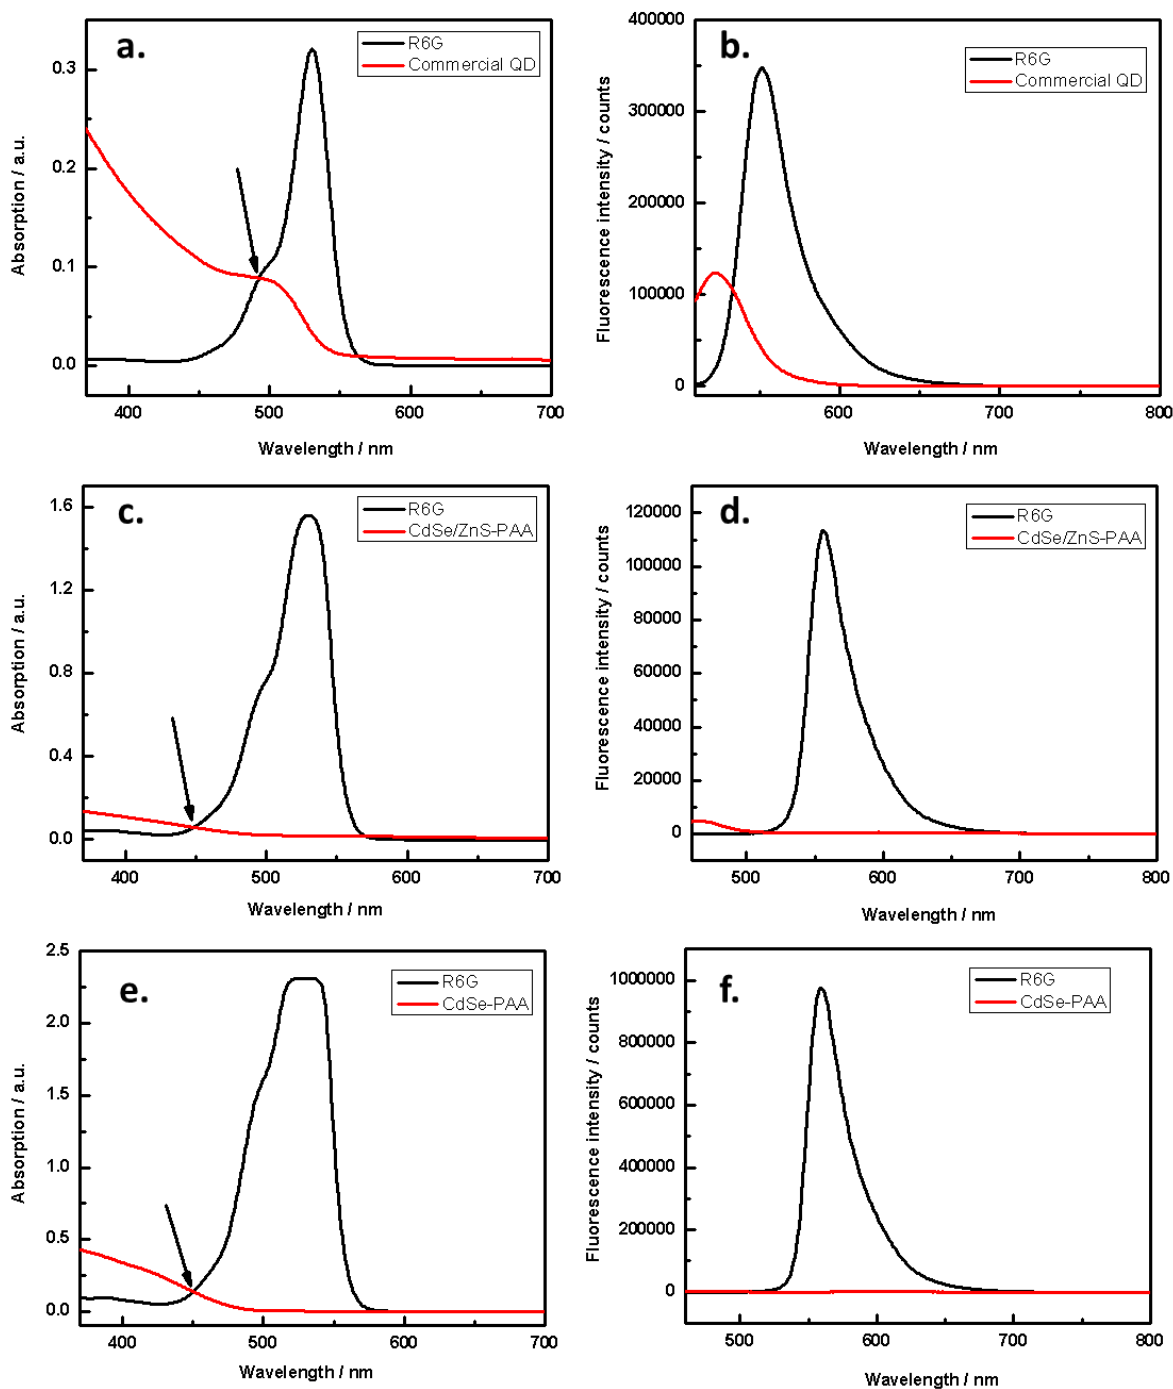 a.
R6G
Commercial QD
0.3
0.2
0.1
0.0
Absorption / a.u.
400 500 600 700
Wavelength / nm
b.
R6G
Commercial QD
400000
300000
200000
100000
0
Fluorescence intensity / counts
600 700 800
Wavelength / nm
c.
R6G
CdSe/ZnS-PAA
1.6
1.2
0.8
0.4
0.0
Absorption / a.u.
400 500 600 700
Wavelength / nm
d.
R6G
CdSe/ZnS-PAA
120000
100000
80000
60000
40000
20000
0
Fluorescence intensity / counts
500 600 700 800
Wavelength / nm
e.
R6G
CdSe-PAA
2.5
2.0
1.5
1.0
0.5
0.0
Absorption / a.u.
400 500 600 700
Wavelength / nm
f.
R6G
CdSe-PAA
1000000
800000
600000
400000
200000
0
Fluorescence intensity / counts
500 600 700 800
Wavelength / nm